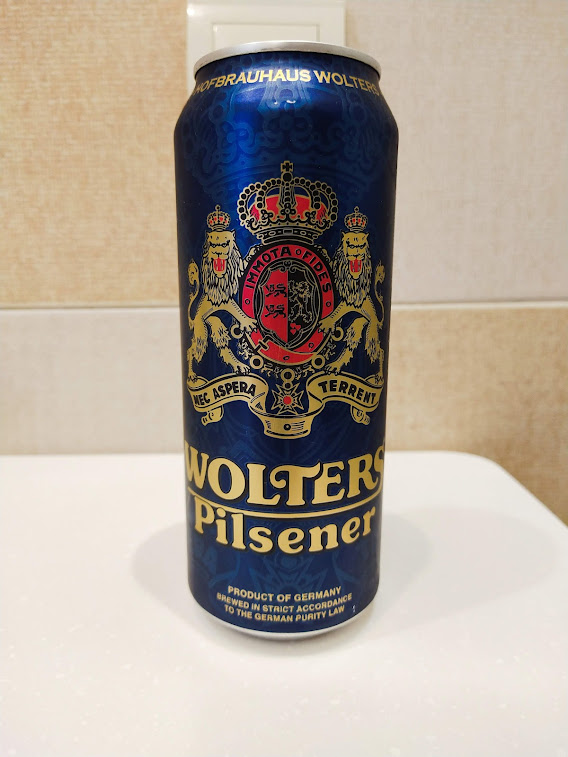 HOFBRAUHAUS WOLTERS
IMMOTA FIDES
NEC ASPERA TERRENT
WOLTERS
Pilsener
PRODUCT OF GERMANY
BREWED IN STRICT ACCORDANCE
TO THE GERMAN PURITY LAW